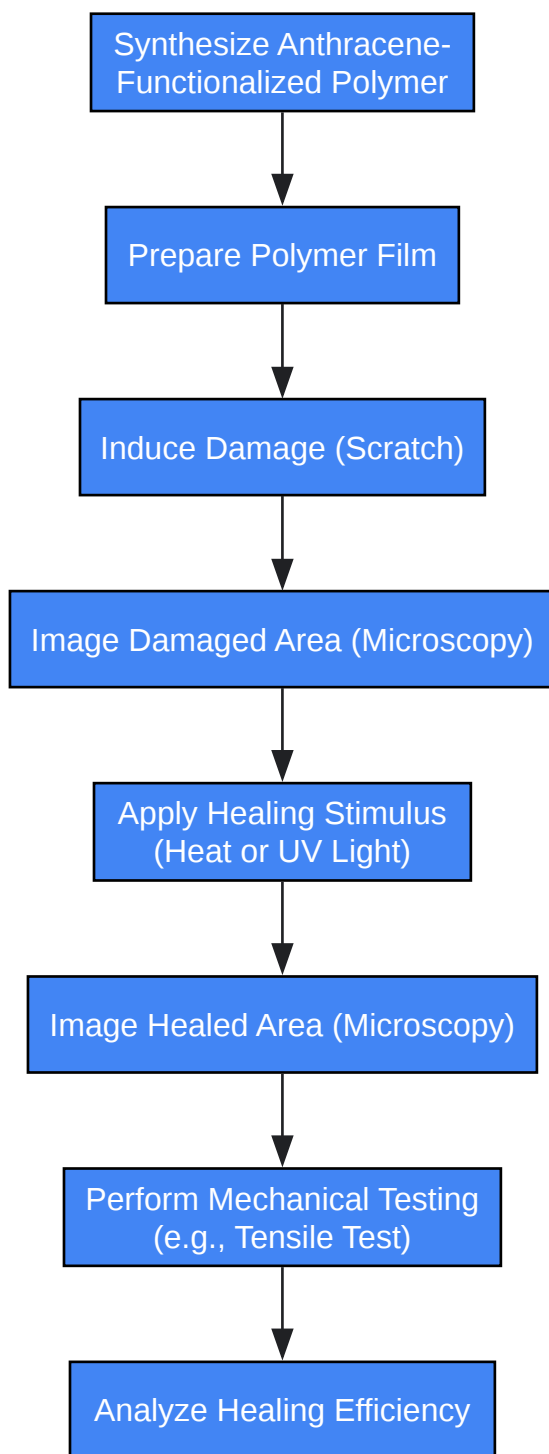 Synthesize Anthracene-
Functionalized Polymer
Prepare Polymer Film
Induce Damage (Scratch)
Image Damaged Area (Microscopy)
Apply Healing Stimulus
(Heat or UV Light)
Image Healed Area (Microscopy)
Perform Mechanical Testing
(e.g., Tensile Test)
Analyze Healing Efficiency